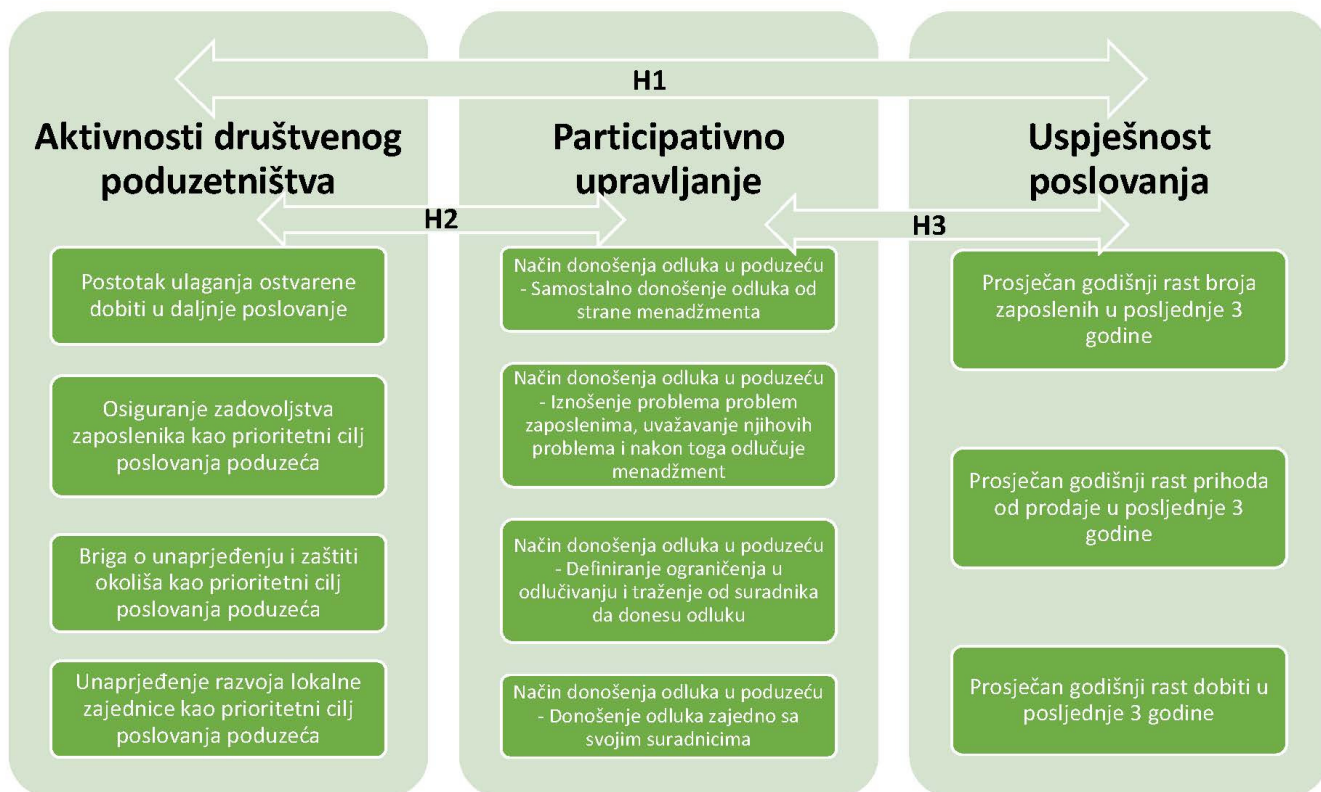 H1
Aktivnosti društvenog
poduzetništva
Participativno
upravljanje
Uspješnost
poslovanja
H2
H3
Postotak ulaganja ostvarene
dobiti u daljnje poslovanje
Osiguranje zadovoljstva
zaposlenika kao prioritetni cilj
poslovanja poduzeća
Briga o unaprjeđenju i zaštiti
okoliša kao prioritetni cilj
poslovanja poduzeća
Unaprjeđenje razvoja lokalne
zajednice kao prioritetni cilj
poslovanja poduzeća
Način donošenja odluka u poduzeću
- Samostalno donošenje odluka od
strane menadžmenta
Način donošenja odluka u poduzeću
- Iznošenje problema problem
zaposlenima, uvažavanje njihovih
problema i nakon toga odlučuje
menadžment
Način donošenja odluka u poduzeću
- Definiranje ograničenja u
odlučivanju i traženje od suradnika
da donesu odluku
Način donošenja odluka u poduzeću
- Donošenje odluka zajedno sa
svojim suradnicima
Prosječan godišnji rast broja
zaposlenih u posljednje 3
godine
Prosječan godišnji rast prihoda
od prodaje u posljednje 3
godine
Prosječan godišnji rast dobiti u
posljednje 3 godine